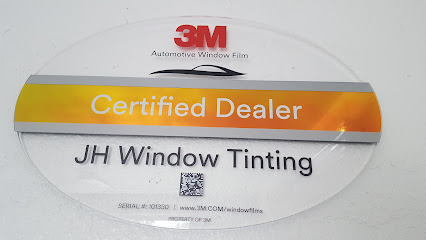 3M
Automotive Window Film
Certified Dealer
JH Window Tinting
SERIAL #: 101330 | www.3M.COM/windowfilms
PROPERTY OF 3M